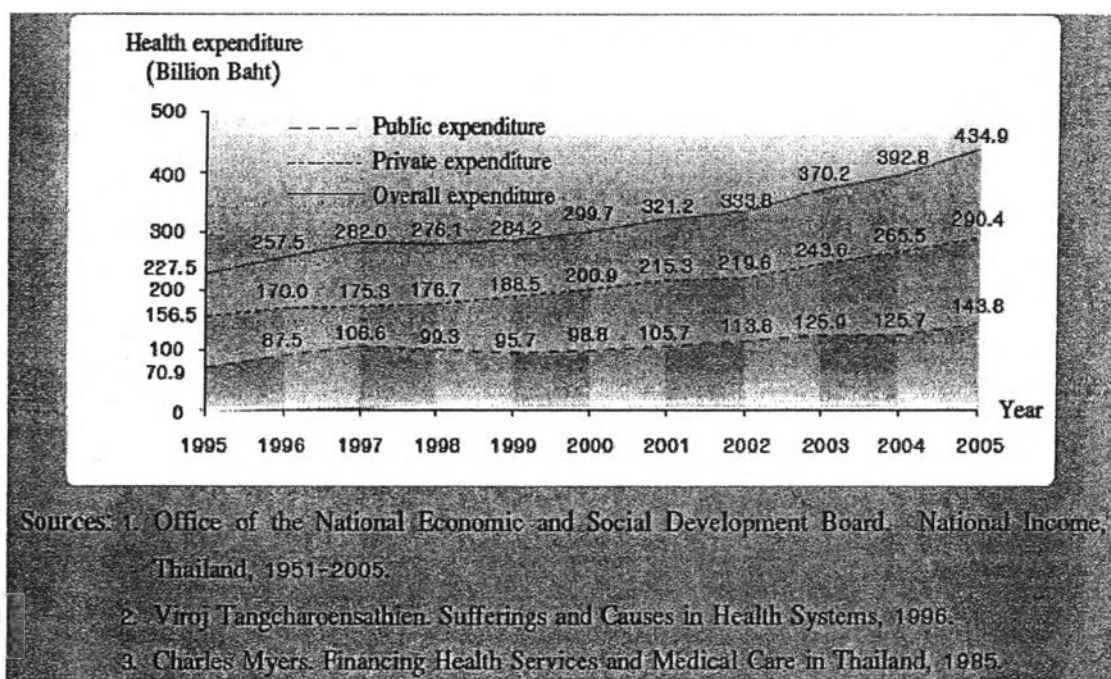 Health expenditure
(Billion Baht)
500
400
300
200
100
0
Public expenditure
Private expenditure
Overall expenditure
227.5 257.5 282.0 276.1 284.2 299.7 321.2 333.8 370.2 392.8 434.9
156.5 170.0 175.3 176.7 188.5 200.9 215.3 219.6 243.6 265.5 290.4
70.9 87.5 106.6 99.3 95.7 98.8 105.7 113.8 125.9 125.7 143.8
Year
1995 1996 1997 1998 1999 2000 2001 2002 2003 2004 2005
Sources: 1. Office of the National Economic and Social Development Board. National Income,
Thailand, 1951-2005.
2. Viroj Tangcharoensathien. Sufferings and Causes in Health Systems, 1996.
3. Charles Myers. Financing Health Services and Medical Care in Thailand, 1985.